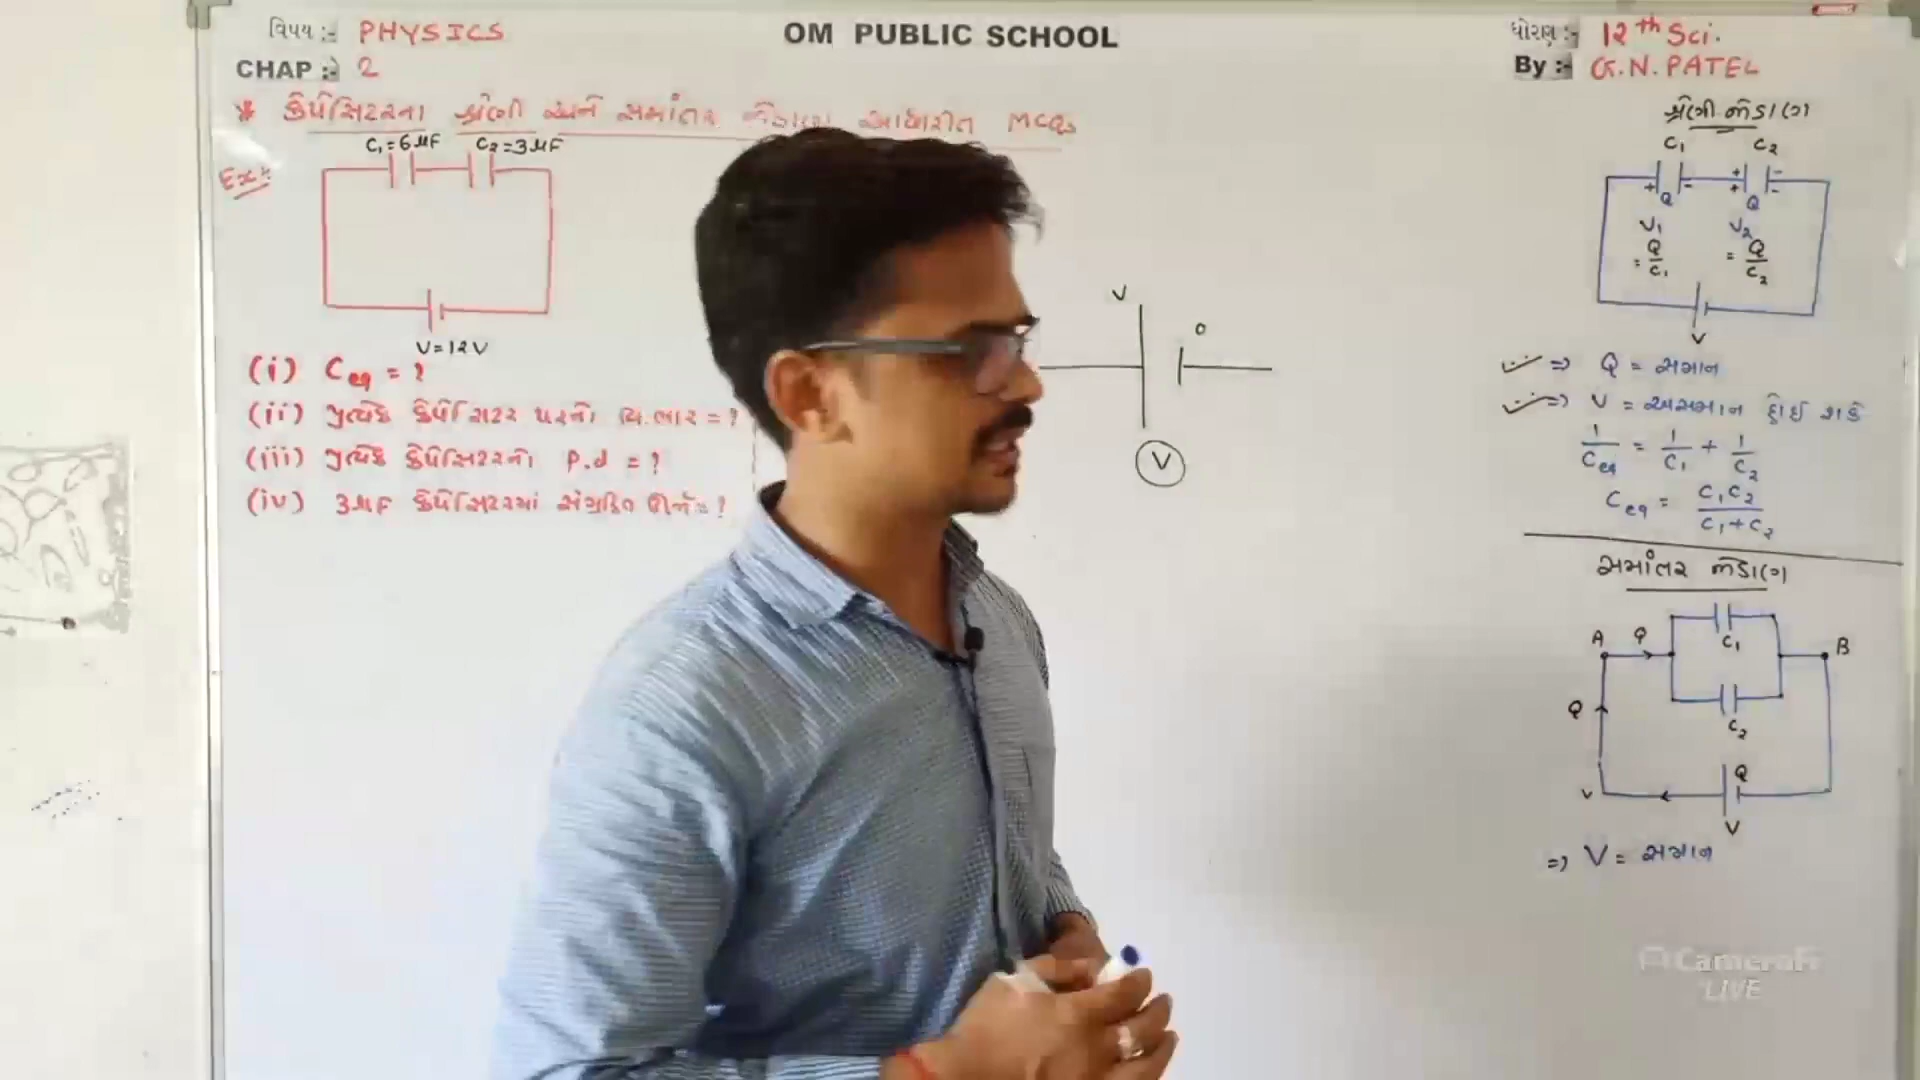 વિષય :- PHYSICS
OM PUBLIC SCHOOL
ધોરણ :- 12th Sci.
CHAP :- 2
By :- G.N. PATEL
* કેપેસિટરના શ્રેણી અને સમાંતર જોડાણ આધારીત MCQs
Ex:
C₁=6μF C₂=3μF
V=12V
(i) Ceq = ?
(ii) પ્રત્યેક કેપેસિટર પરનો વિ.ભાર = ?
(iii) પ્રત્યેક કેપેસિટરનો P.d = ?
(iv) 3μF કેપેસિટરમાં સંગ્રહિત ઊર્જા = ?
V
0
V
શ્રેણી જોડાણ
C₁ C₂
+ - + -
+ Q + Q -
V₁ V₂
= Q/C₁ = Q/C₂
V
=> Q = સમાન
=> V = અસમાન હોઈ શકે
1/Ceq = 1/C₁ + 1/C₂
Ceq = C₁C₂/C₁+C₂
સમાંતર જોડાણ
A Q C₁ B
Q C₂
V Q
V
=> V = સમાન
CameraFi
LIVE